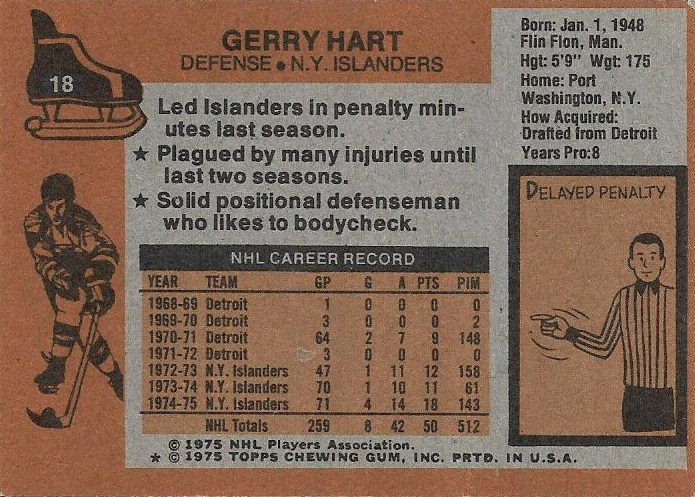 18
GERRY HART
DEFENSE • N.Y. ISLANDERS
Born: Jan. 1, 1948
Flin Flon, Man.
Hgt: 5'9" Wgt: 175
Home: Port
Washington, N.Y.
How Acquired:
Drafted from Detroit
Years Pro: 8
Led Islanders in penalty min-
utes last season.
★ Plagued by many injuries until
last two seasons.
★ Solid positional defenseman
who likes to bodycheck.
DELAYED PENALTY
NHL CAREER RECORD
YEAR TEAM GP G A PTS PIM
1968-69 Detroit 1 0 0 0 0
1969-70 Detroit 3 0 0 0 2
1970-71 Detroit 64 2 7 9 148
1971-72 Detroit 3 0 0 0 0
1972-73 N.Y. Islanders 47 1 11 12 158
1973-74 N.Y. Islanders 70 1 10 11 61
1974-75 N.Y. Islanders 71 4 14 18 143
NHL Totals 259 8 42 50 512
© 1975 NHL Players Association.
★ © 1975 TOPPS CHEWING GUM, INC. PRTD. IN U.S.A.